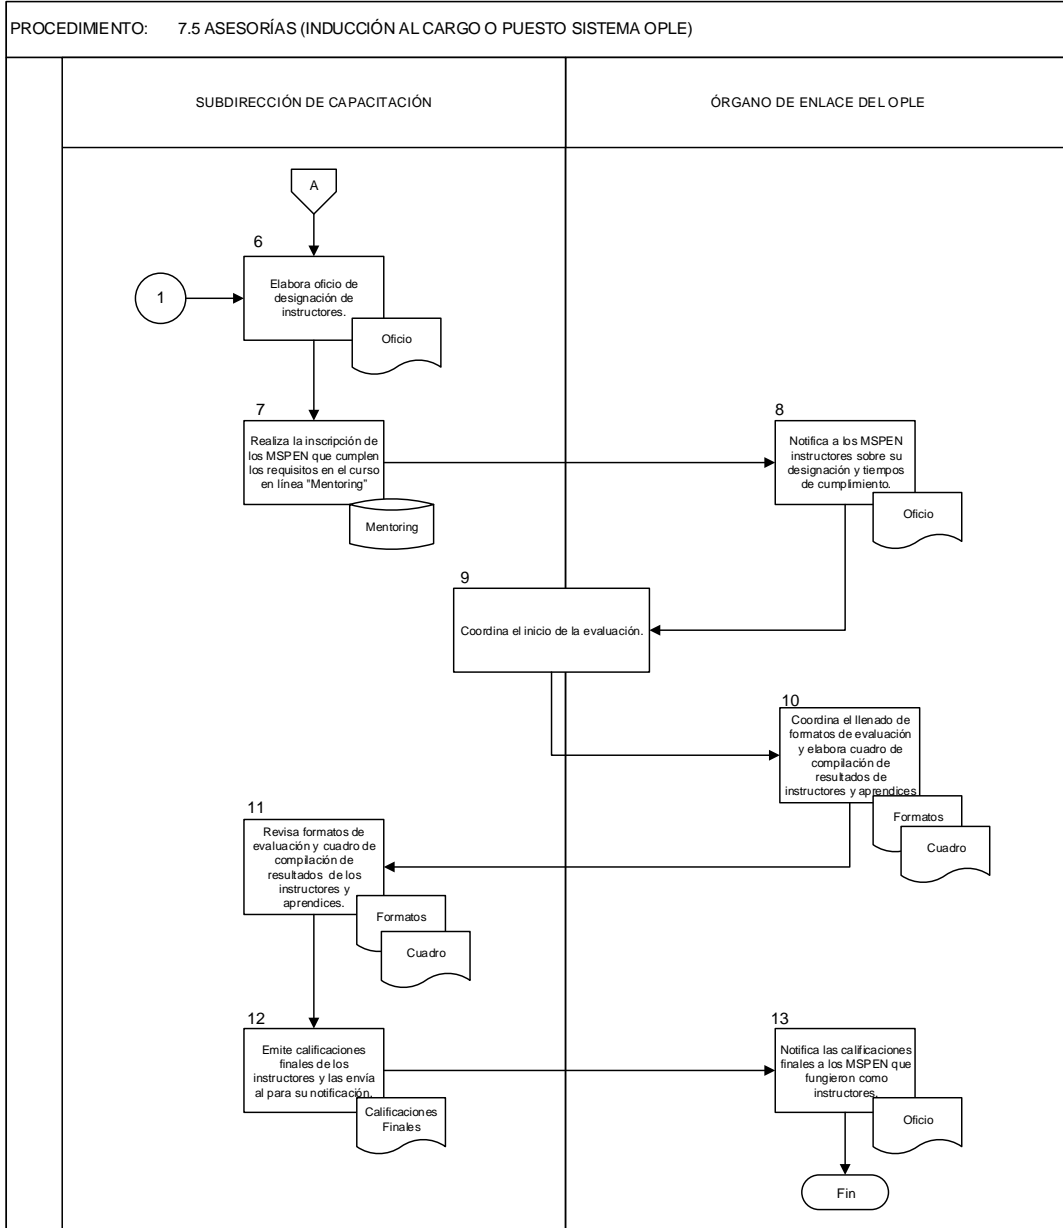 PROCEDIMIENTO: 7.5 ASESORÍAS (INDUCCIÓN AL CARGO O PUESTO SISTEMA OPLE)
SUBDIRECCIÓN DE CAPACITACIÓN
ÓRGANO DE ENLACE DEL OPLE
A
6
1
Elabora oficio de
designación de
instructores.
Oficio
7
Realiza la inscripción de
los MSPEN que cumplen
los requisitos en el curso
en línea "Mentoring"
Mentoring
8
Notifica a los MSPEN
instructores sobre su
designación y tiempos
de cumplimiento.
Oficio
9
Coordina el inicio de la evaluación.
10
Coordina el llenado de
formatos de evaluación
y elabora cuadro de
compilación de
resultados de
instructores y aprendices
Formatos
Cuadro
11
Revisa formatos de
evaluación y cuadro de
compilación de
resultados de los
instructores y
aprendices.
Formatos
Cuadro
12
Emite calificaciones
finales de los
instructores y las envía
al para su notificación.
Calificaciones
Finales
13
Notifica las calificaciones
finales a los MSPEN que
fungieron como
instructores.
Oficio
Fin